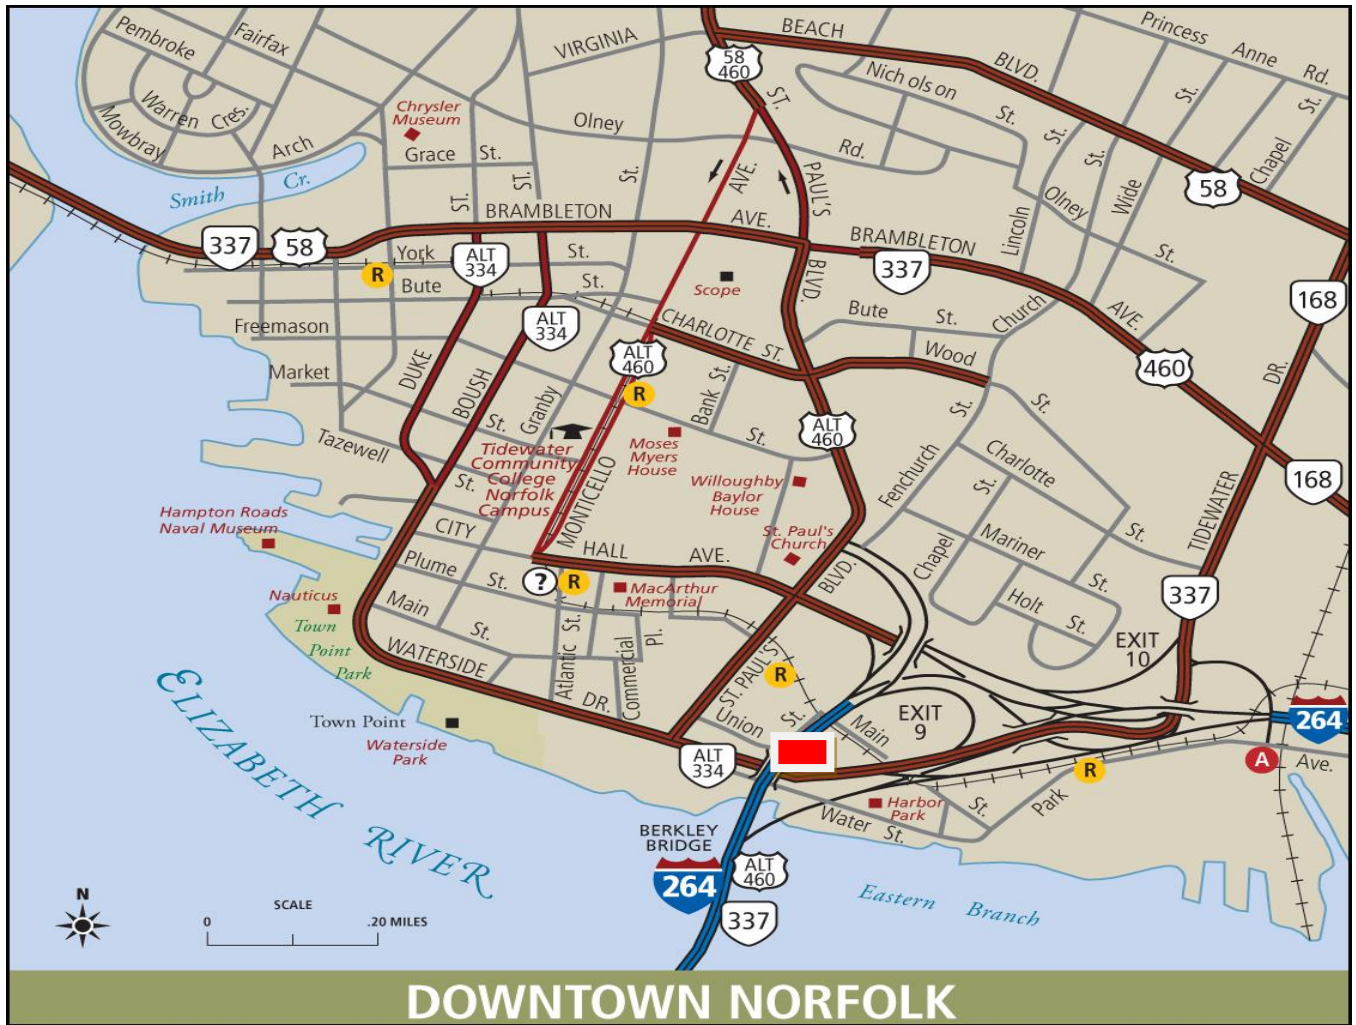 Pembroke
Fairfax
VIRGINIA
58
460
BEACH
BLVD.
Princess
Anne
Rd.
Nich ols on
St.
ST.
St.
St.
St.
St.
Chapel
Warren
Cres.
Mowbray
Chrysler
Museum
Olney
Rd.
Arch
Grace
St.
St.
AVE.
PAUL'S
Wide
Olney
58
Smith
Cr.
ST.
ST.
BRAMBLETON
AVE.
BRAMBLETON
Lincoln
St.
337
58
York
ALT
334
St.
337
R
Bute
St.
Scope
BLVD.
168
Freemason
ALT
334
CHARLOTTE ST.
Bute
St.
Church
AVE.
Wood
Market
DUKE
BOUSH
Granby
ALT
460
R
Bank St.
460
DR.
St.
ALT
460
St.
St.
St.
Tazewell
Tidewater
Community
College
Norfolk
Campus
Moses
Myers
House
Charlotte
St.
MONTICELLO
Willoughby
Baylor
House
Fenchurch
St.
168
TIDEWATER
Hampton Roads
Naval Museum
CITY
HALL
AVE.
St. Paul's
Church
Mariner
St.
St.
Chapel
Plume
St.
?
R
MacArthur
Memorial
BLVD.
Holt
St.
337
Nauticus
Main
St.
Town
Point
Park
WATERSIDE
DR.
Atlantic St.
Commercial
Pl.
ST. PAUL'S
R
EXIT
10
Town Point
Waterside
Park
Union
St.
Main
EXIT
9
264
ALT
334
A
Ave.
R
Park
Harbor
Park
St.
Water
St.
ELIZABETH RIVER
BERKLEY
BRIDGE
264
ALT
460
337
Eastern Branch
N
SCALE
0
.20 MILES
DOWNTOWN NORFOLK